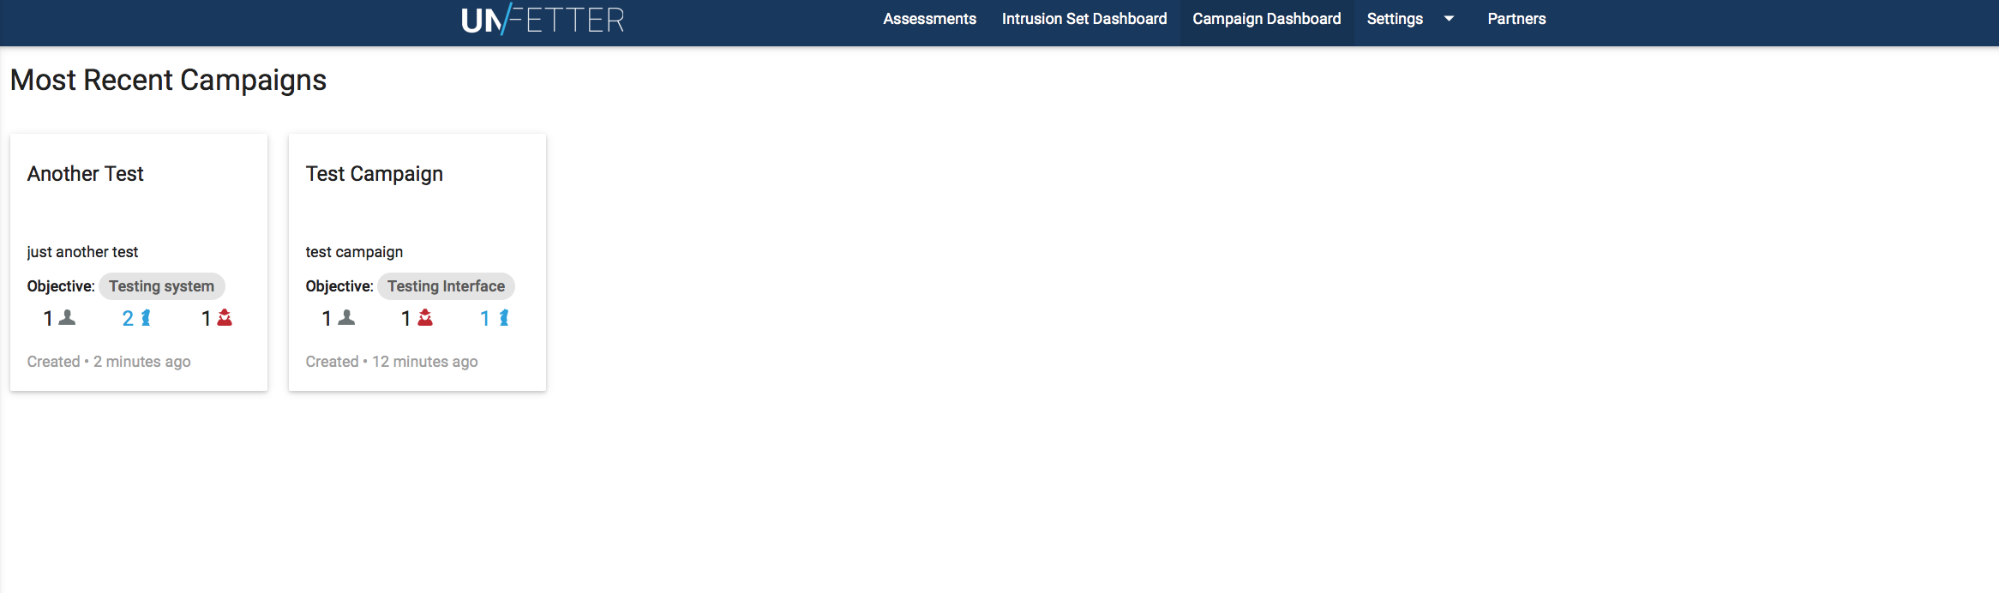 UNFETTER
Assessments Intrusion Set Dashboard Campaign Dashboard Settings Partners
Most Recent Campaigns
Another Test
just another test
Objective: Testing system
1 2 1
Created • 2 minutes ago
Test Campaign
test campaign
Objective: Testing Interface
1 1 1
Created • 12 minutes ago